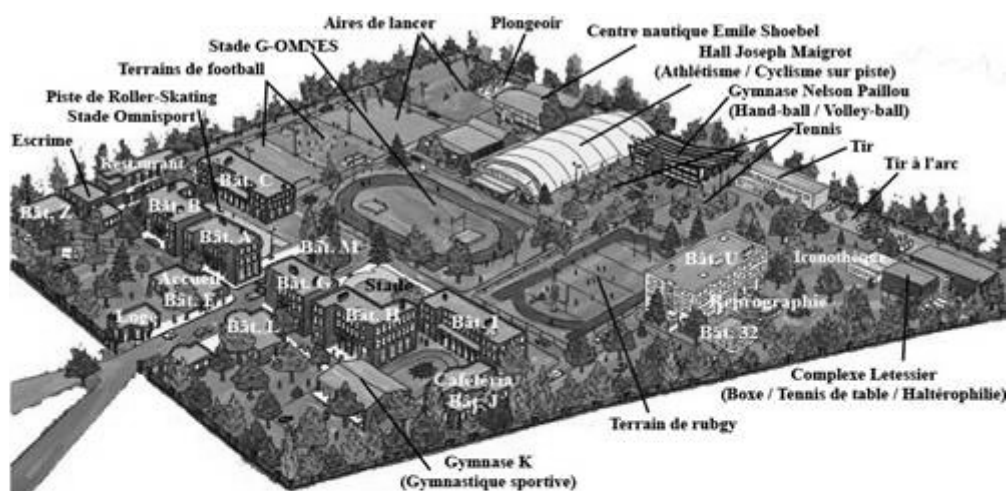 Aires de lancer
Plongeoir
Centre nautique Emile Shoebel
Stade G-OMNES
Hall Joseph Maigrot
(Athlétisme / Cyclisme sur piste)
Terrains de football
Gymnase Nelson Paillou
(Hand-ball / Volley-ball)
Piste de Roller-Skating
Stade Omnisport
Tennis
Escrime
Tir
Restaurant
Tir à l'arc
Bât. C
Bât. Z
Bât. B
Bât. A
Bât. M
Bât. U
Iconothèque
Accueil
Bât. G
Stade
Bât. F
Reprographie
Loge
Bât. L
Bât. H
Bât. I
Bât. 32
Cafétéria
Bât. J
Complexe Letessier
(Boxe / Tennis de table / Haltérophilie)
Terrain de rubgy
Gymnase K
(Gymnastique sportive)